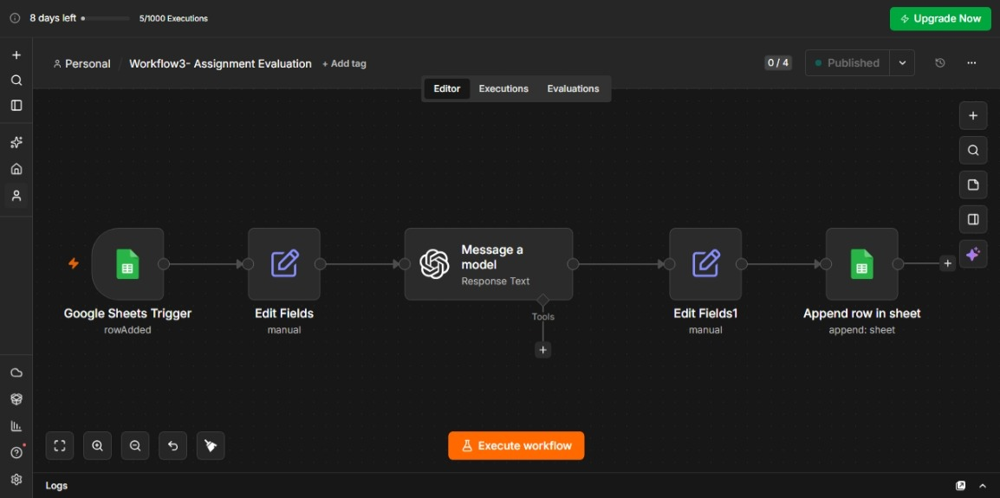 8 days left
5/1000 Executions
Upgrade Now
Personal / Workflow3- Assignment Evaluation + Add tag
0 / 4
Published
Editor Executions Evaluations
Message a
model
Response Text
Google Sheets Trigger
rowAdded
Edit Fields
manual
Tools
Edit Fields1
manual
Append row in sheet
append: sheet
Execute workflow
Logs